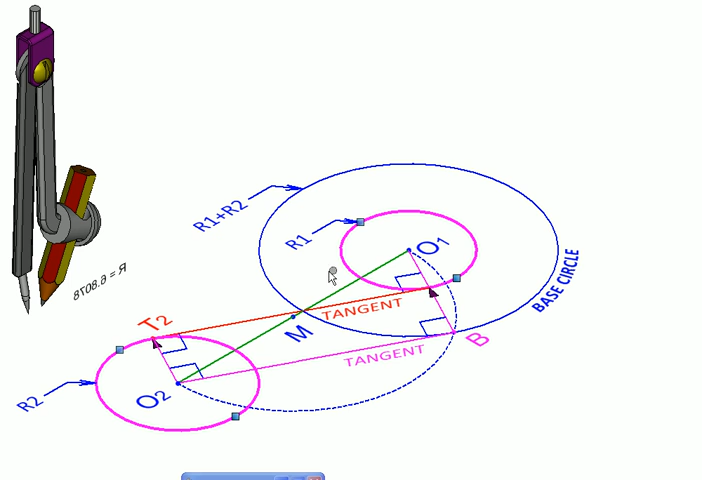 R1+R2
R1
O1
BASE CIRCLE
R = 6.8078
T2
TANGENT
M
TANGENT
B
O2
R2